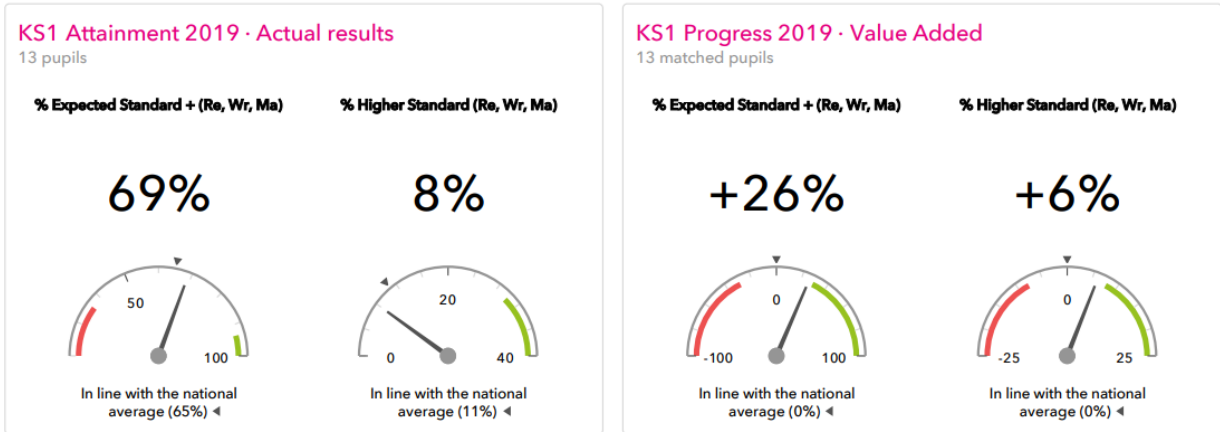 KS1 Attainment 2019 · Actual results
13 pupils
% Expected Standard + (Re, Wr, Ma)
% Higher Standard (Re, Wr, Ma)
69%
8%
50
100
0
20
40
In line with the national
average (65%) ◀
In line with the national
average (11%) ◀
KS1 Progress 2019 · Value Added
13 matched pupils
% Expected Standard + (Re, Wr, Ma)
% Higher Standard (Re, Wr, Ma)
+26%
+6%
-100
0
100
-25
0
25
In line with the national
average (0%) ◀
In line with the national
average (0%) ◀